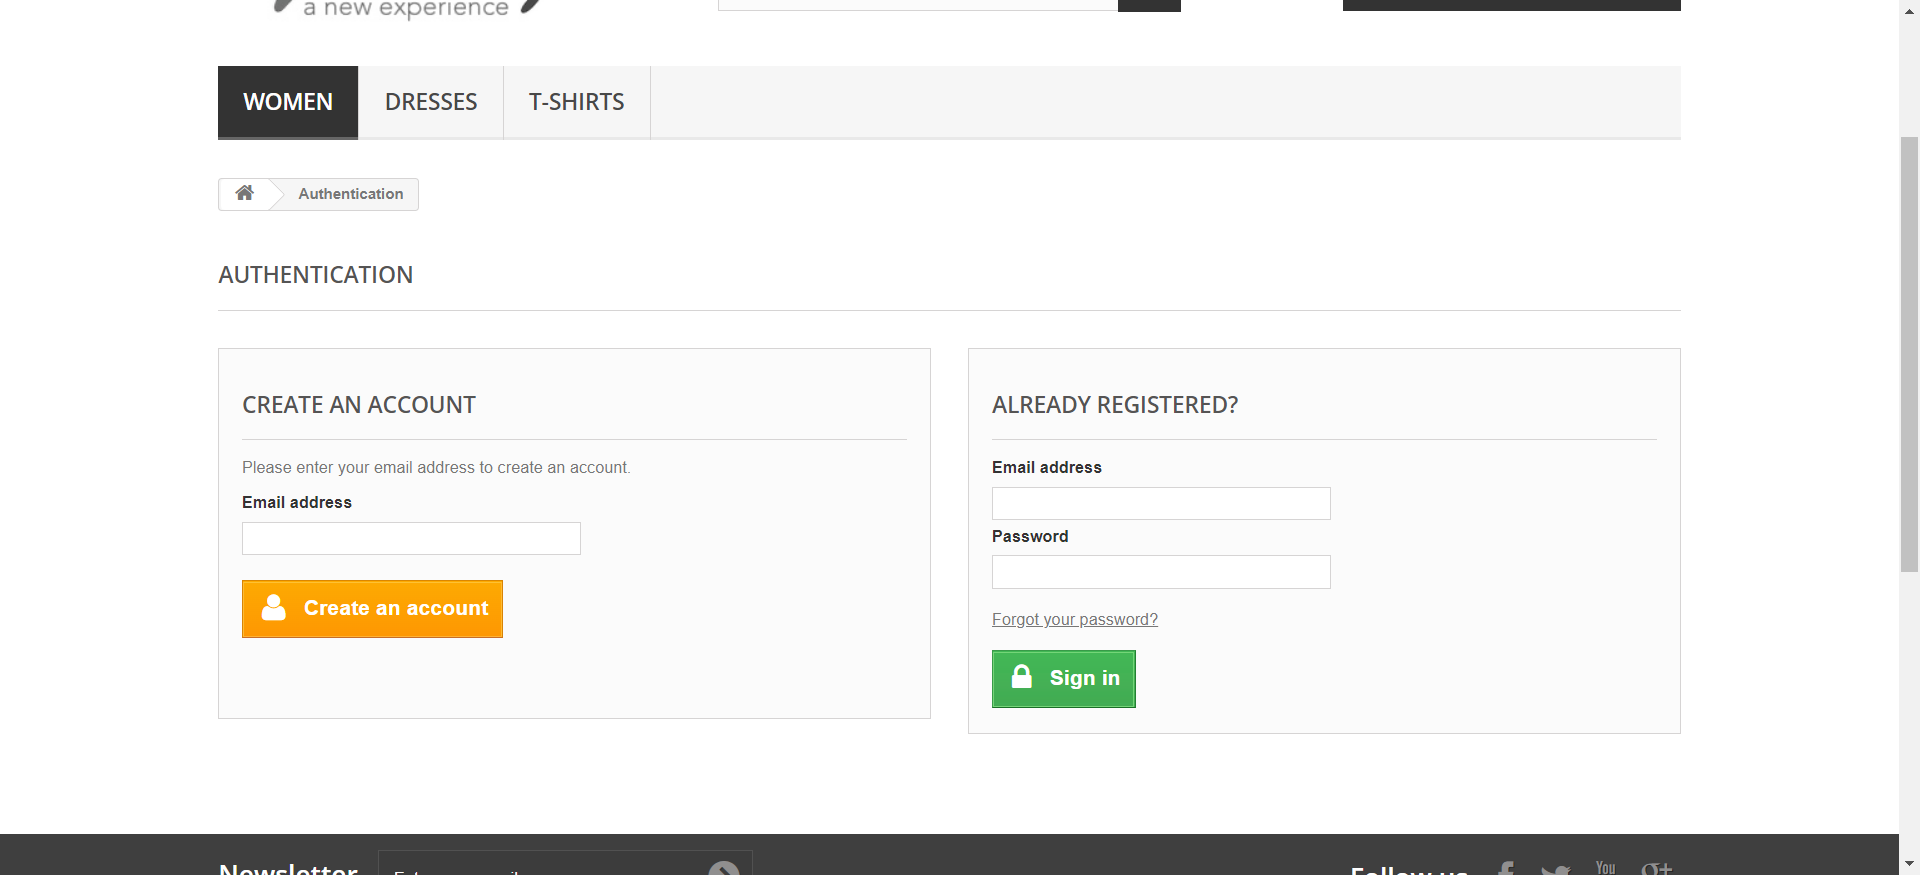 a new experience
WOMEN DRESSES T-SHIRTS
Authentication
AUTHENTICATION
CREATE AN ACCOUNT
Please enter your email address to create an account.
Email address
Create an account
ALREADY REGISTERED?
Email address
Password
Forgot your password?
Sign in
Newsletter
Follow us
You
g+